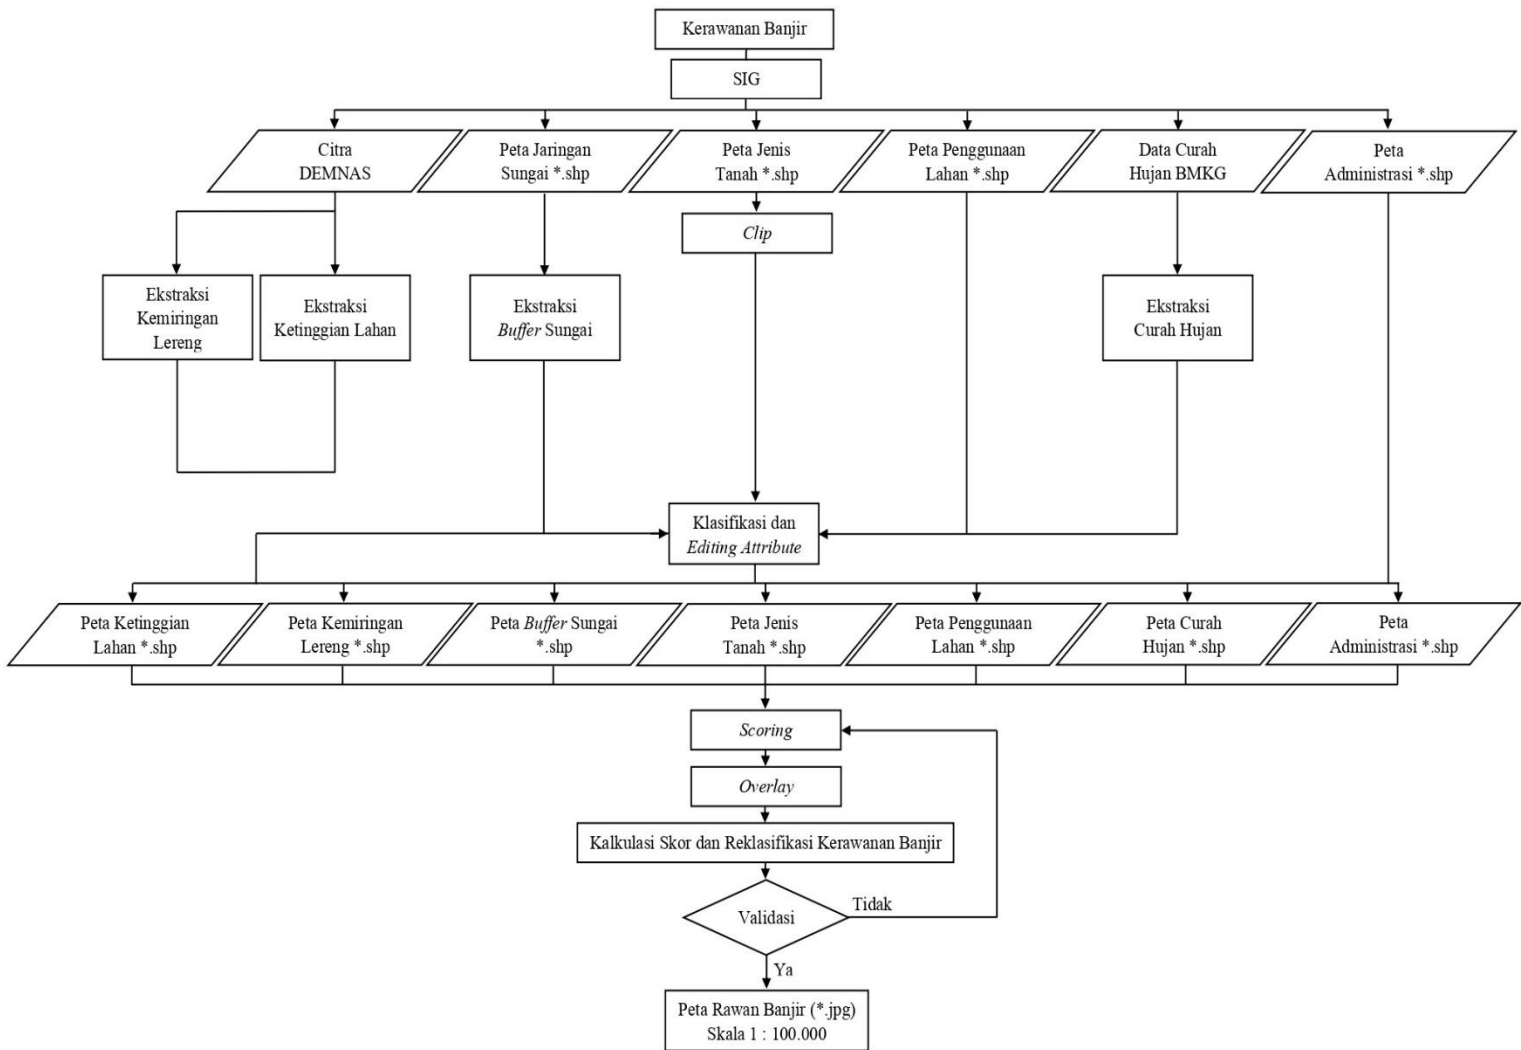 Kerawanan Banjir
SIG
Citra
DEMNAS
Peta Jaringan
Sungai *.shp
Peta Jenis
Tanah *.shp
Peta Penggunaan
Lahan *.shp
Data Curah
Hujan BMKG
Peta
Administrasi *.shp
Clip
Ekstraksi
Kemiringan
Lereng
Ekstraksi
Ketinggian Lahan
Ekstraksi
Buffer Sungai
Ekstraksi
Curah Hujan
Klasifikasi dan
Editing Attribute
Peta Ketinggian
Lahan *.shp
Peta Kemiringan
Lereng *.shp
Peta Buffer Sungai
*.shp
Peta Jenis
Tanah *.shp
Peta Penggunaan
Lahan *.shp
Peta Curah
Hujan *.shp
Peta
Administrasi *.shp
Scoring
Overlay
Kalkulasi Skor dan Reklasifikasi Kerawanan Banjir
Validasi
Tidak
Ya
Peta Rawan Banjir (*.jpg)
Skala 1 : 100.000